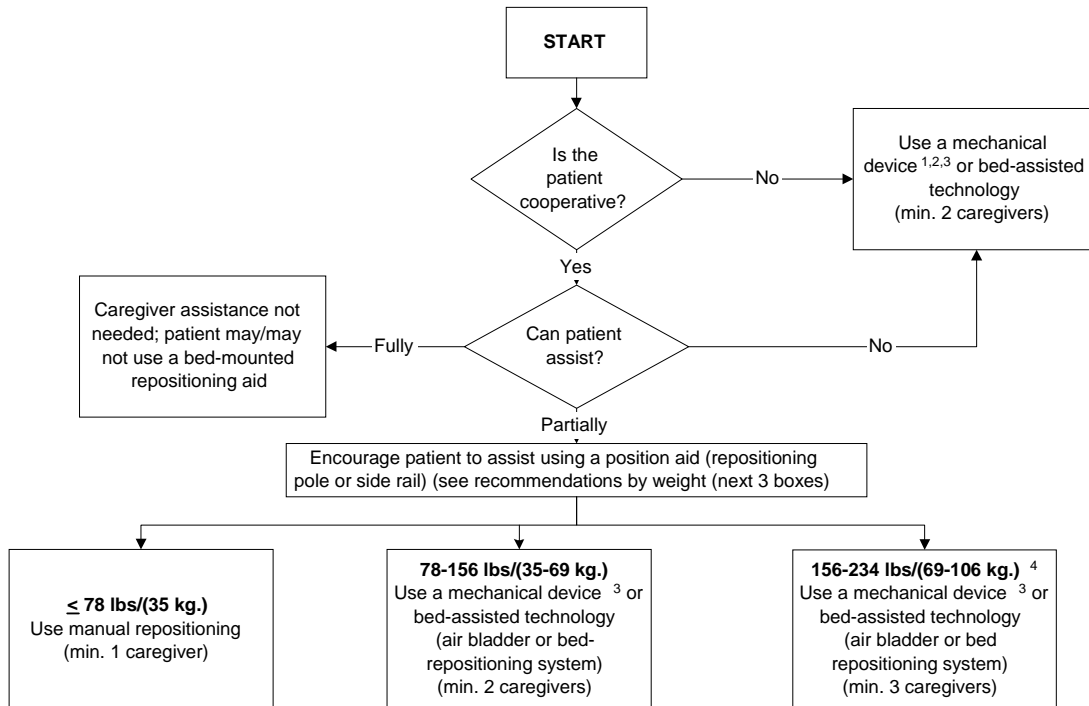 START
Is the
patient
cooperative?
No
Use a mechanical
device 1,2,3 or bed-assisted
technology
(min. 2 caregivers)
Yes
Caregiver assistance not
needed; patient may/may
not use a bed-mounted
repositioning aid
Fully
Can patient
assist?
No
Partially
Encourage patient to assist using a position aid (repositioning
pole or side rail) (see recommendations by weight (next 3 boxes)
≤ 78 lbs/(35 kg.)
Use manual repositioning
(min. 1 caregiver)
78-156 lbs/(35-69 kg.)
Use a mechanical device 3 or
bed-assisted technology
(air bladder or bed-
repositioning system)
(min. 2 caregivers)
156-234 lbs/(69-106 kg.) 4
Use a mechanical device 3 or
bed-assisted technology
(air bladder or bed
repositioning system)
(min. 3 caregivers)